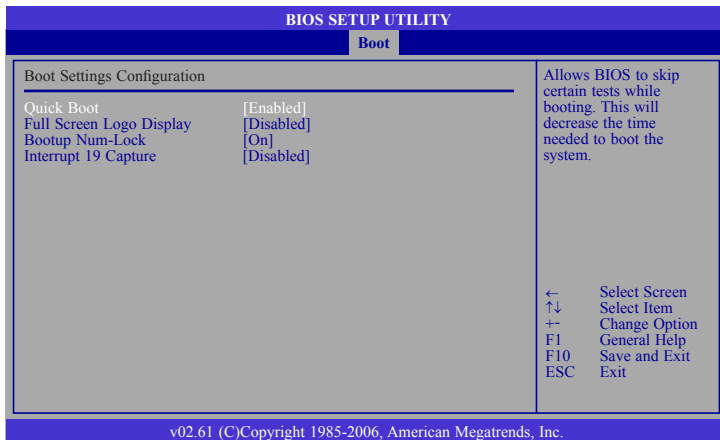 BIOS SETUP UTILITY
Boot
Boot Settings Configuration
Quick Boot [Enabled]
Full Screen Logo Display [Disabled]
Bootup Num-Lock [On]
Interrupt 19 Capture [Disabled]
Allows BIOS to skip
certain tests while
booting. This will
decrease the time
needed to boot the
system.
← Select Screen
↑↓ Select Item
+- Change Option
F1 General Help
F10 Save and Exit
ESC Exit
v02.61 (C)Copyright 1985-2006, American Megatrends, Inc.